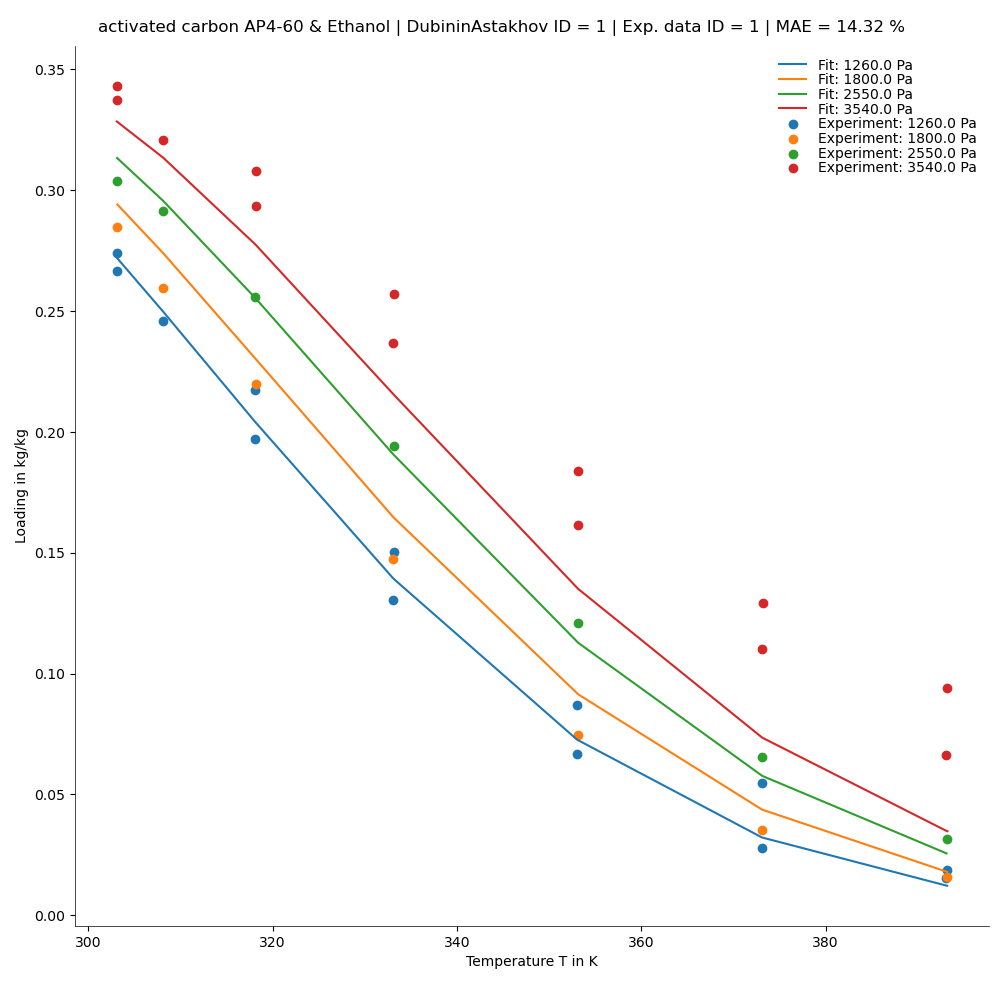 activated carbon AP4-60 & Ethanol | DubininAstakhov ID = 1 | Exp. data ID = 1 | MAE = 14.32 %
Fit: 1260.0 Pa
Fit: 1800.0 Pa
Fit: 2550.0 Pa
Fit: 3540.0 Pa
Experiment: 1260.0 Pa
Experiment: 1800.0 Pa
Experiment: 2550.0 Pa
Experiment: 3540.0 Pa
0.35
0.30
0.25
0.20
0.15
0.10
0.05
0.00
Loading in kg/kg
300
320
340
360
380
Temperature T in K